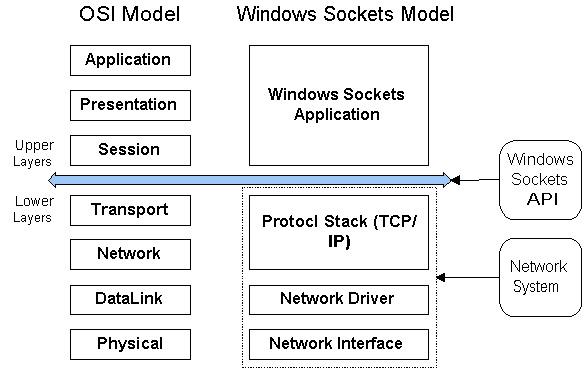 OSI Model
Windows Sockets Model
Application
Presentation
Session
Windows Sockets
Application
Upper
Layers
Windows
Sockets
API
Lower
Layers
Transport
Network
DataLink
Physical
Protocl Stack (TCP/
IP)
Network Driver
Network Interface
Network
System